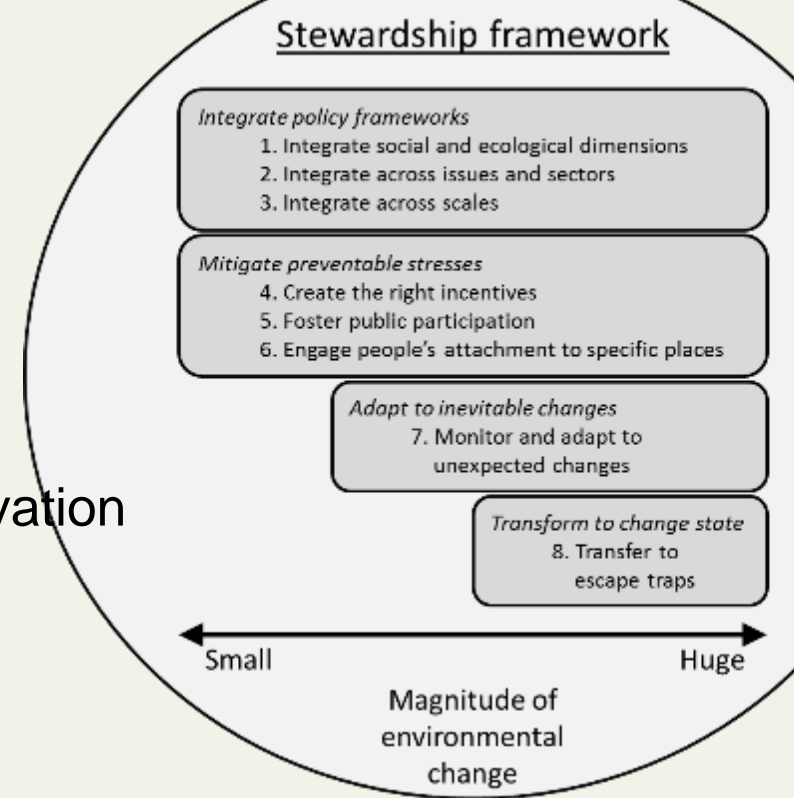 Stewardship framework
Integrate policy frameworks
1. Integrate social and ecological dimensions
2. Integrate across issues and sectors
3. Integrate across scales
Mitigate preventable stresses
4. Create the right incentives
5. Foster public participation
6. Engage people's attachment to specific places
Adapt to inevitable changes
7. Monitor and adapt to
unexpected changes
vation
Transform to change state
8. Transfer to
escape traps
Small
Huge
Magnitude of
environmental
change